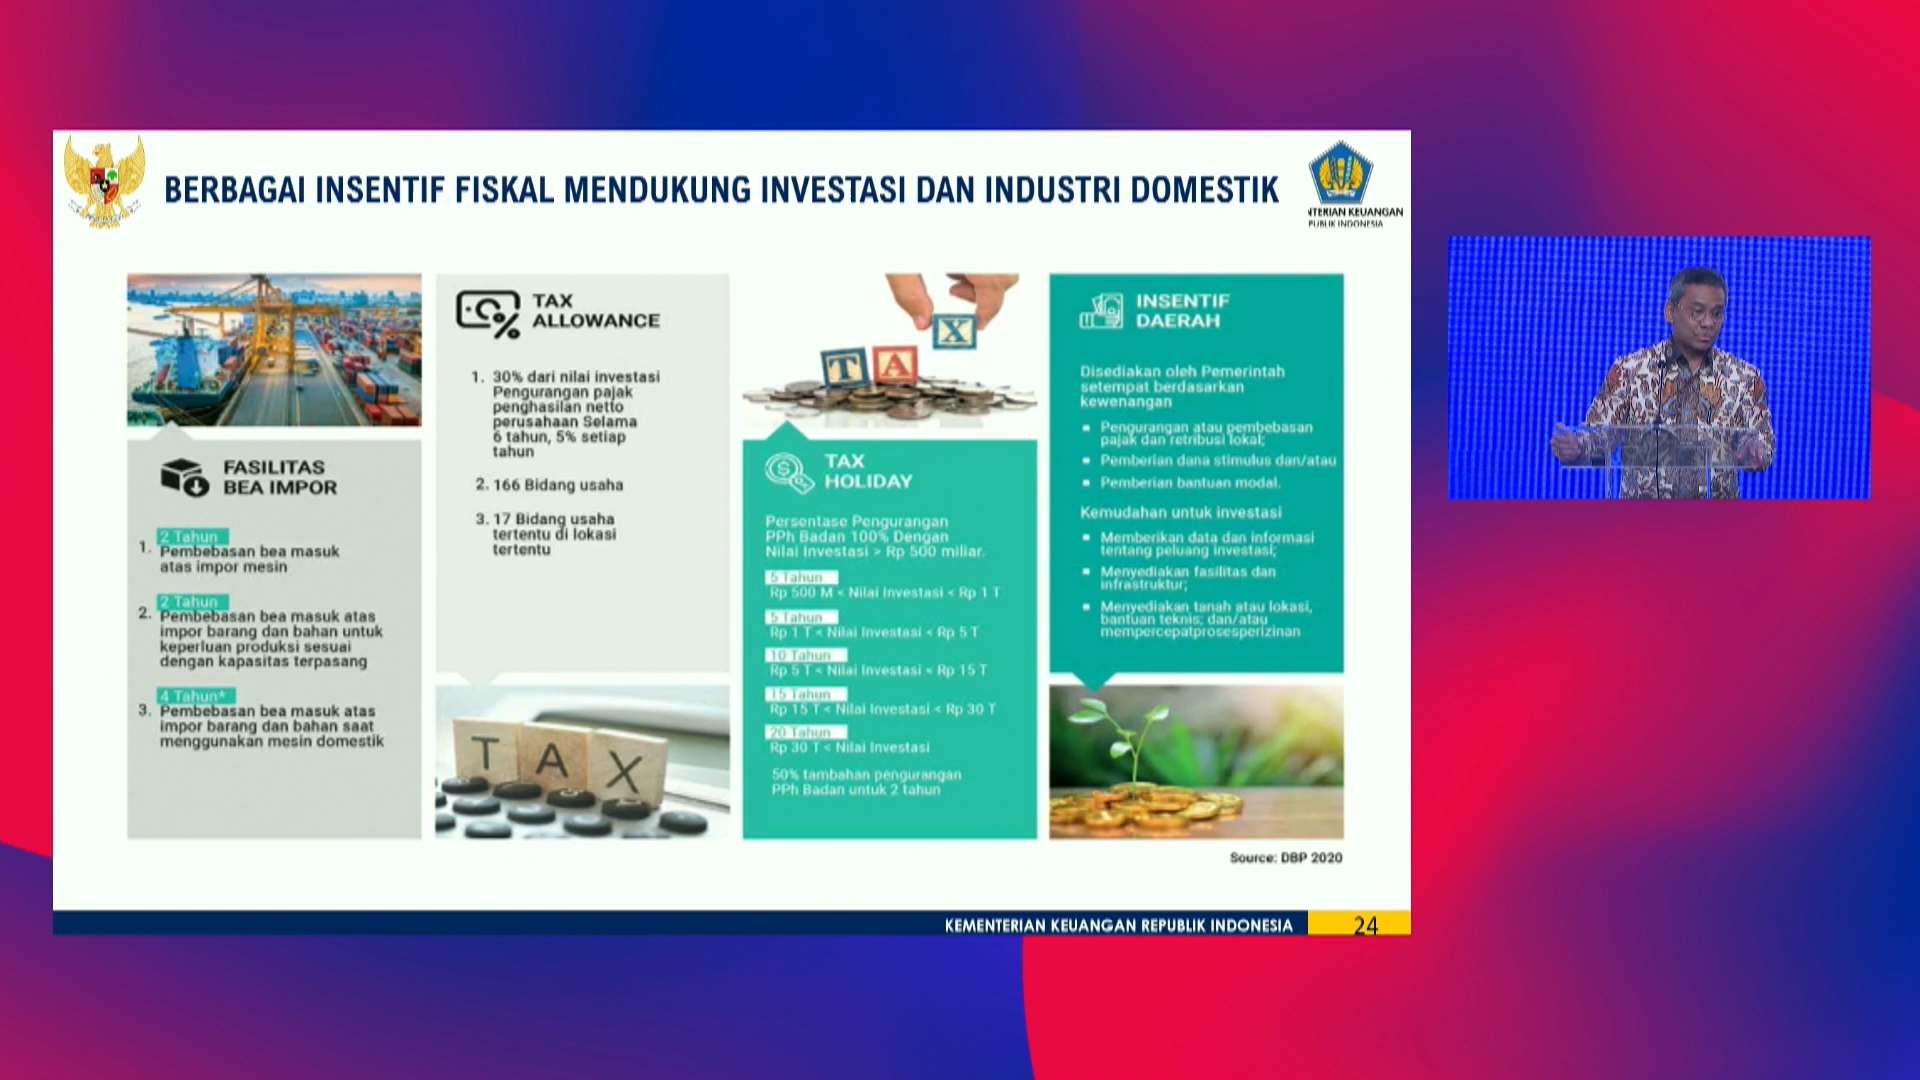 BERBAGAI INSENTIF FISKAL MENDUKUNG INVESTASI DAN INDUSTRI DOMESTIK
NTERIAN KEUANGAN
PUBLIK INDONESIA
FASILITAS
BEA IMPOR
2 Tahun
1. Pembebasan bea masuk
atas impor mesin
2 Tahun
2. Pembebasan bea masuk atas
impor barang dan bahan untuk
keperluan produksi sesuai
dengan kapasitas terpasang
4 Tahun*
3. Pembebasan bea masuk atas
impor barang dan bahan saat
menggunakan mesin domestik
TAX
ALLOWANCE
1. 30% dari nilai investasi
Pengurangan pajak
penghasilan netto
perusahaan Selama
6 tahun, 5% setiap
tahun
2. 166 Bidang usaha
3. 17 Bidang usaha
tertentu di lokasi
tertentu
T A X
T A X
TAX
HOLIDAY
Persentase Pengurangan
PPh Badan 100% Dengan
Nilai Investasi > Rp 500 miliar.
5 Tahun
Rp 500 M < Nilai Investasi < Rp 1 T
5 Tahun
Rp 1 T < Nilai Investasi < Rp 5 T
10 Tahun
Rp 5 T < Nilai Investasi < Rp 15 T
15 Tahun
Rp 15 T < Nilai Investasi < Rp 30 T
20 Tahun
Rp 30 T < Nilai Investasi
50% tambahan pengurangan
PPh Badan untuk 2 tahun
INSENTIF
DAERAH
Disediakan oleh Pemerintah
setempat berdasarkan
kewenangan
▪ Pengurangan atau pembebasan
pajak dan retribusi lokal;
▪ Pemberian dana stimulus dan/atau
▪ Pemberian bantuan modal.
Kemudahan untuk investasi
▪ Memberikan data dan informasi
tentang peluang investasi;
▪ Menyediakan fasilitas dan
infrastruktur;
▪ Menyediakan tanah atau lokasi,
bantuan teknis; dan/atau
mempercepatprosesperizinan
Source: DBP 2020
KEMENTERIAN KEUANGAN REPUBLIK INDONESIA
24